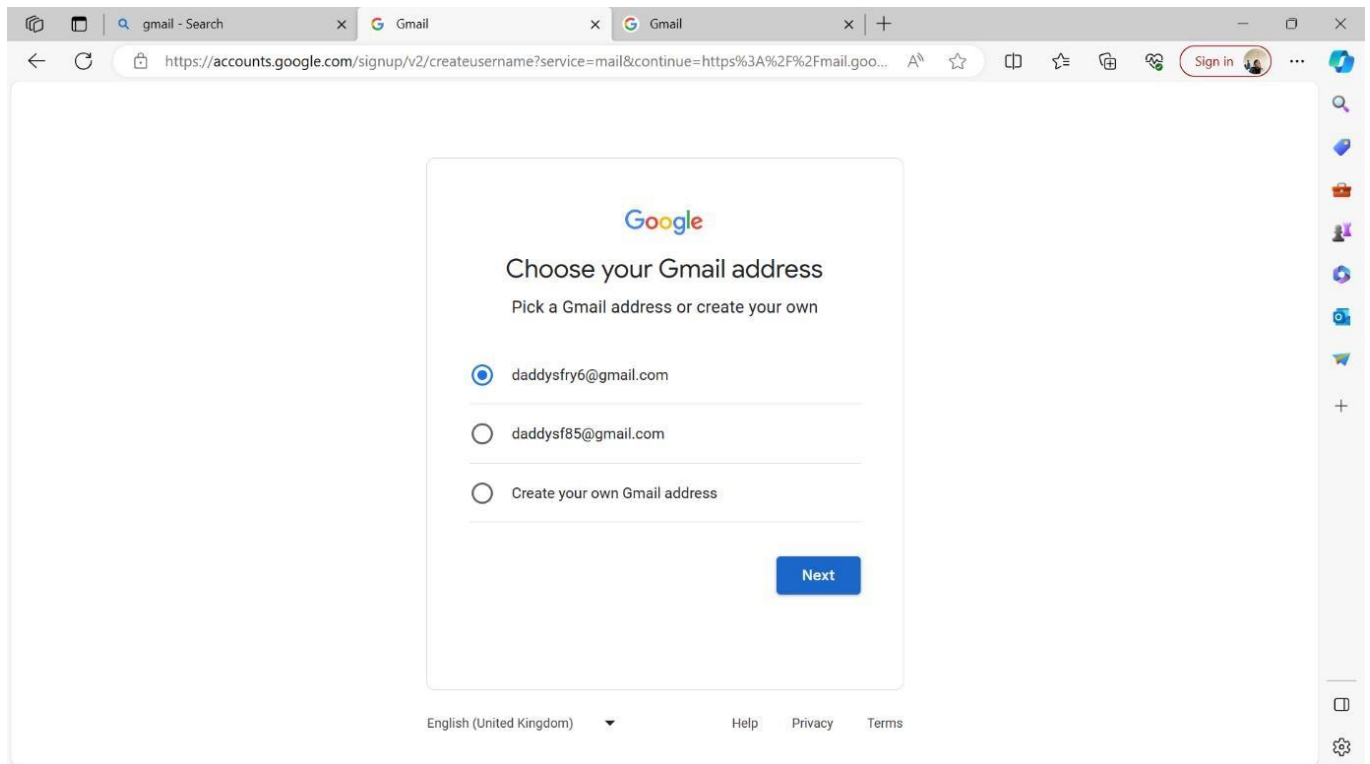 gmail - Search
Gmail
Gmail
https://accounts.google.com/signup/v2/createusername?service=mail&continue=https%3A%2F%2Fmail.goo...
Sign in
Google
Choose your Gmail address
Pick a Gmail address or create your own
daddysfry6@gmail.com
daddysf85@gmail.com
Create your own Gmail address
Next
English (United Kingdom)
Help Privacy Terms